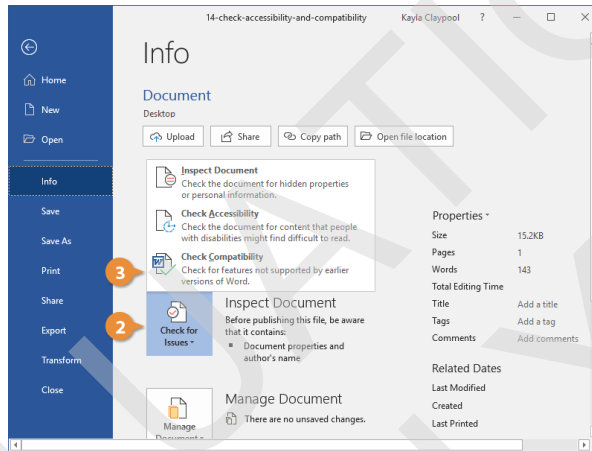 14-check-accessibility-and-compatibility
Kayla Claypool
?
Info
Home
New
Open
Info
Save
Save As
Print
Share
Export
Transform
Close
Document
Desktop
Upload
Share
Copy path
Open file location
Inspect Document
Check the document for hidden properties
or personal information.
Check Accessibility
Check the document for content that people
with disabilities might find difficult to read.
3
Check Compatibility
Check for features not supported by earlier
versions of Word.
2
Check for
Issues
Inspect Document
Before publishing this file, be aware
that it contains:
Document properties and
author's name
Manage
Document
Manage Document
There are no unsaved changes.
Properties
Size 15.2KB
Pages 1
Words 143
Total Editing Time
Title Add a title
Tags Add a tag
Comments Add comments
Related Dates
Last Modified
Created
Last Printed